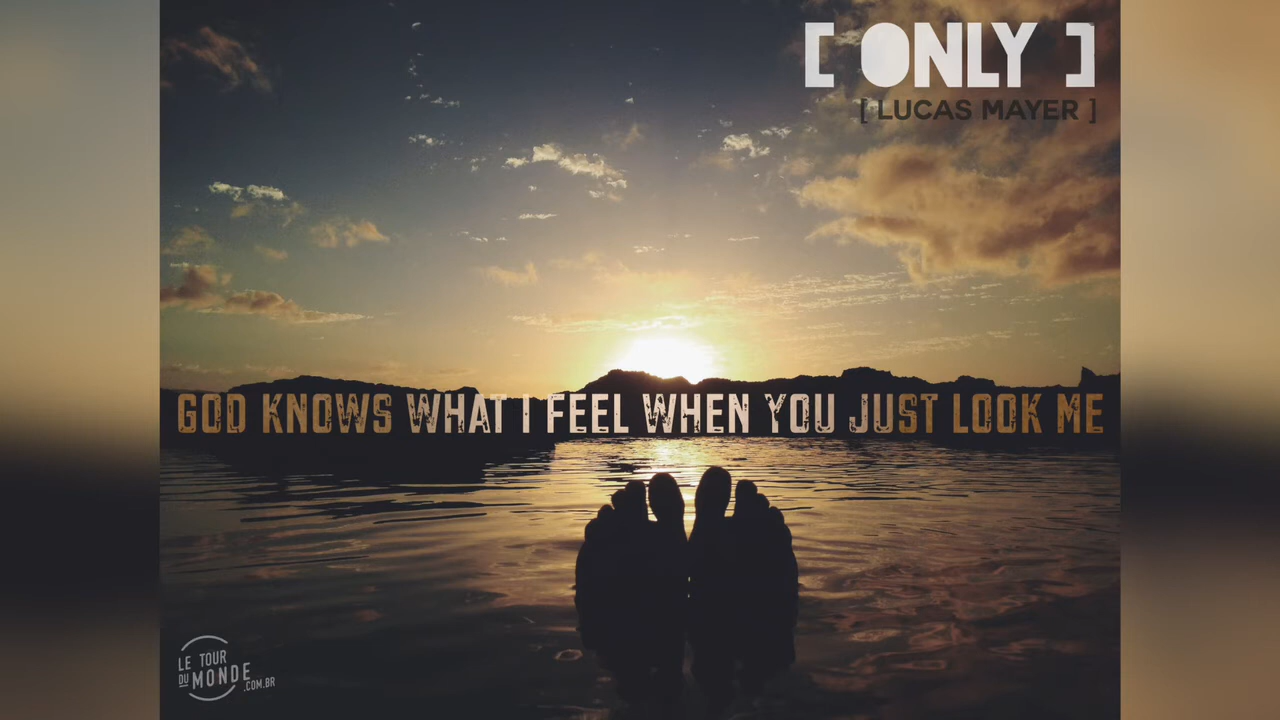 [ ONLY ]
[ LUCAS MAYER ]
GOD KNOWS WHAT I FEEL WHEN YOU JUST LOOK ME
LE TOUR
DU MONDE
.COM.BR